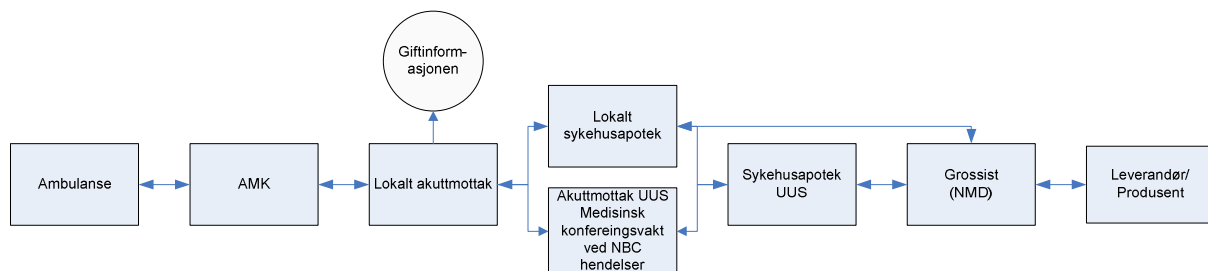 Giftinform-
asjonen
Ambulanse
AMK
Lokalt akuttmottak
Lokalt
sykehusapotek
Akuttmottak UUS
Medisinsk
konfereingsvakt
ved NBC
hendelser
Sykehusapotek
UUS
Grossist
(NMD)
Leverandør/
Produsent